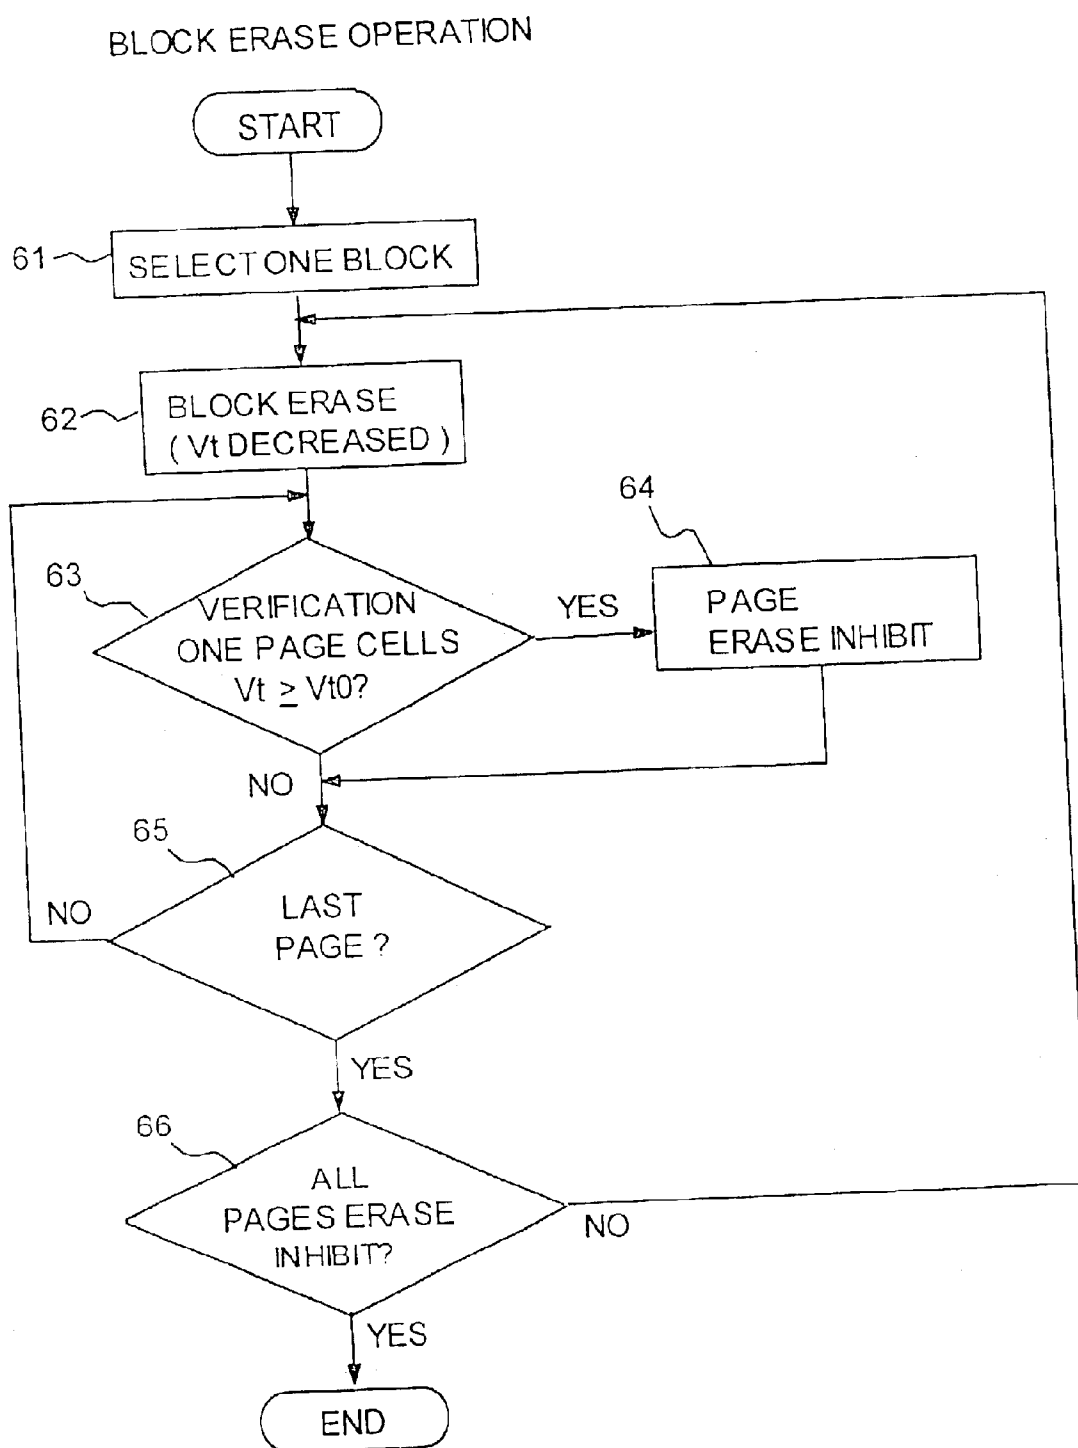 BLOCK ERASE OPERATION
START
61
SELECT ONE BLOCK
62
BLOCK ERASE
( Vt DECREASED )
63
VERIFICATION
ONE PAGE CELLS
Vt ≥ Vt0?
YES
64
PAGE
ERASE INHIBIT
NO
65
LAST
PAGE ?
NO
YES
66
ALL
PAGES ERASE
INHIBIT?
NO
YES
END